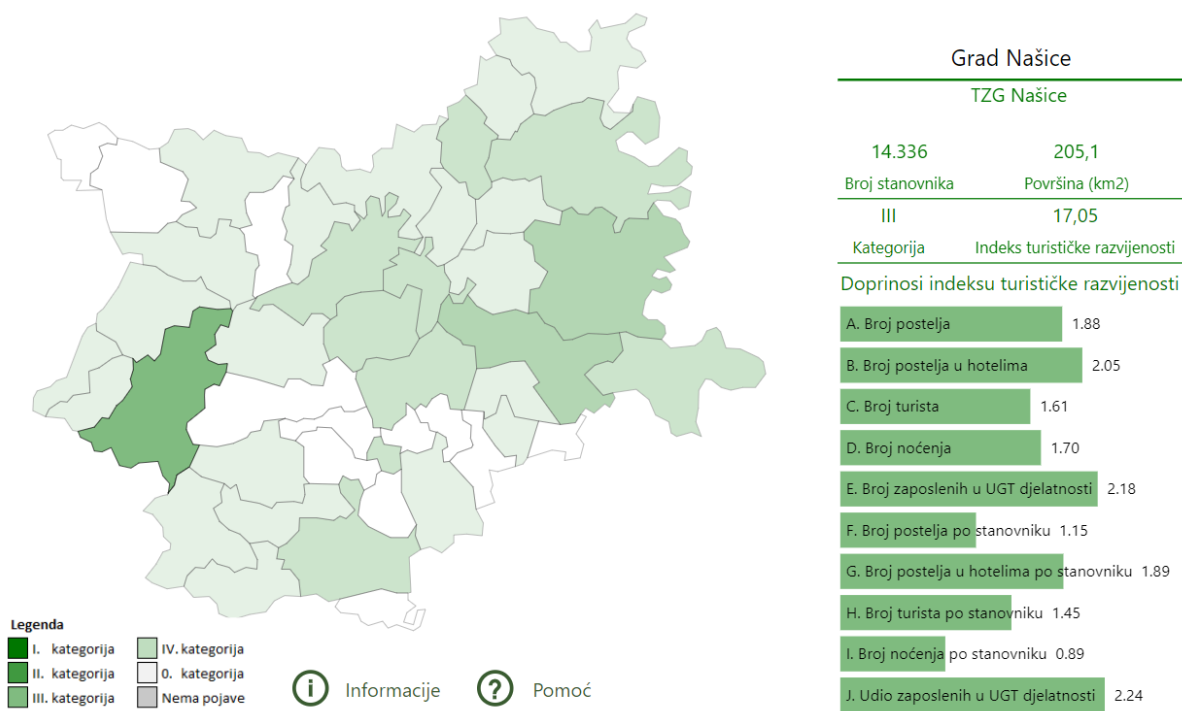 Grad Našice
TZG Našice
14.336 205,1
Broj stanovnika Površina (km2)
III 17,05
Kategorija Indeks turističke razvijenosti
Doprinosi indeksu turističke razvijenosti
A. Broj postelja 1.88
B. Broj postelja u hotelima 2.05
C. Broj turista 1.61
D. Broj noćenja 1.70
E. Broj zaposlenih u UGT djelatnosti 2.18
F. Broj postelja po stanovniku 1.15
G. Broj postelja u hotelima po stanovniku 1.89
H. Broj turista po stanovniku 1.45
I. Broj noćenja po stanovniku 0.89
J. Udio zaposlenih u UGT djelatnosti 2.24
Legenda
I. kategorija IV. kategorija
II. kategorija 0. kategorija
III. kategorija Nema pojave
i Informacije ? Pomoć